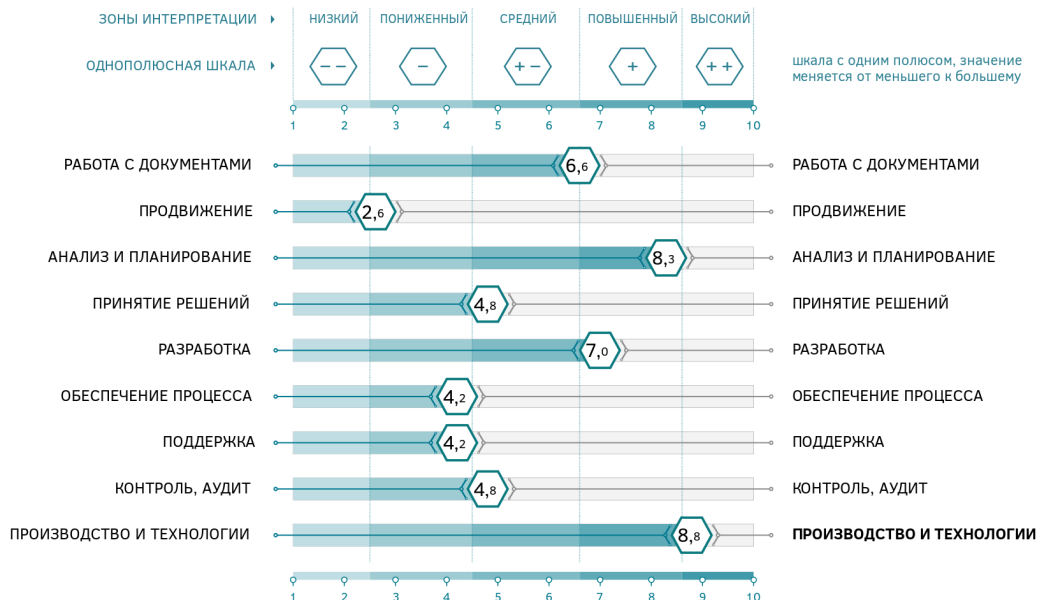 ЗОНЫ ИНТЕРПРЕТАЦИИ НИЗКИЙ ПОНИЖЕННЫЙ СРЕДНИЙ ПОВЫШЕННЫЙ ВЫСОКИЙ
ОДНОПОЛЮСНАЯ ШКАЛА − − − + − + + +
шкала с одним полюсом, значение
меняется от меньшего к большему
1 2 3 4 5 6 7 8 9 10
РАБОТА С ДОКУМЕНТАМИ 6,6 РАБОТА С ДОКУМЕНТАМИ
ПРОДВИЖЕНИЕ 2,6 ПРОДВИЖЕНИЕ
АНАЛИЗ И ПЛАНИРОВАНИЕ 8,3 АНАЛИЗ И ПЛАНИРОВАНИЕ
ПРИНЯТИЕ РЕШЕНИЙ 4,8 ПРИНЯТИЕ РЕШЕНИЙ
РАЗРАБОТКА 7,0 РАЗРАБОТКА
ОБЕСПЕЧЕНИЕ ПРОЦЕССА 4,2 ОБЕСПЕЧЕНИЕ ПРОЦЕССА
ПОДДЕРЖКА 4,2 ПОДДЕРЖКА
КОНТРОЛЬ, АУДИТ 4,8 КОНТРОЛЬ, АУДИТ
ПРОИЗВОДСТВО И ТЕХНОЛОГИИ 8,8 ПРОИЗВОДСТВО И ТЕХНОЛОГИИ
1 2 3 4 5 6 7 8 9 10